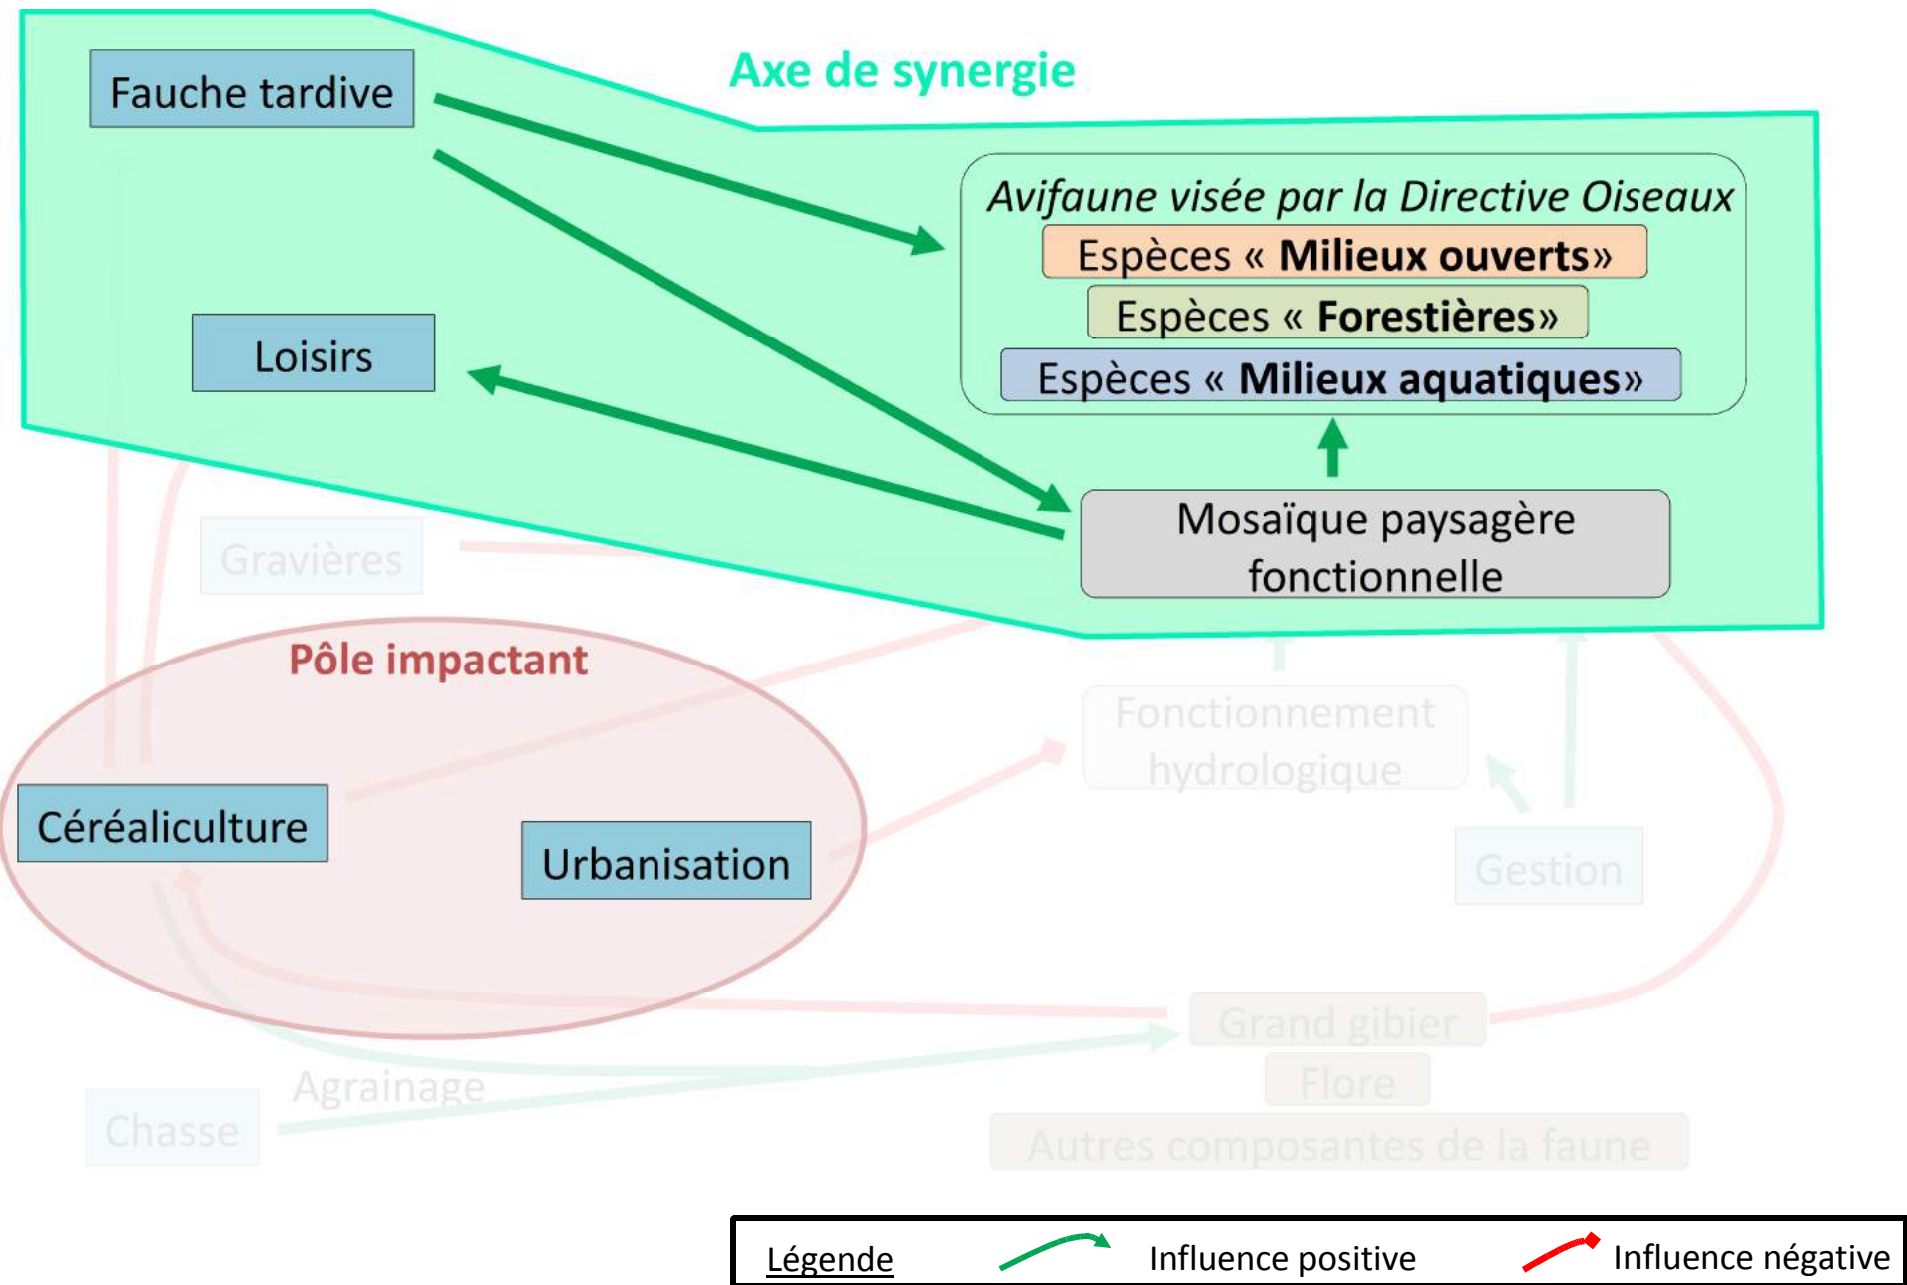 Axe de synergie
Fauche tardive
Avifaune visée par la Directive Oiseaux
Espèces « Milieux ouverts»
Espèces « Forestières»
Espèces « Milieux aquatiques»
Loisirs
Mosaïque paysagère
fonctionnelle
Gravières
Pôle impactant
Fonctionnement
hydrologique
Céréaliculture
Urbanisation
Gestion
Grand gibier
Flore
Autres composantes de la faune
Agrainage
Chasse
Légende
Influence positive
Influence négative